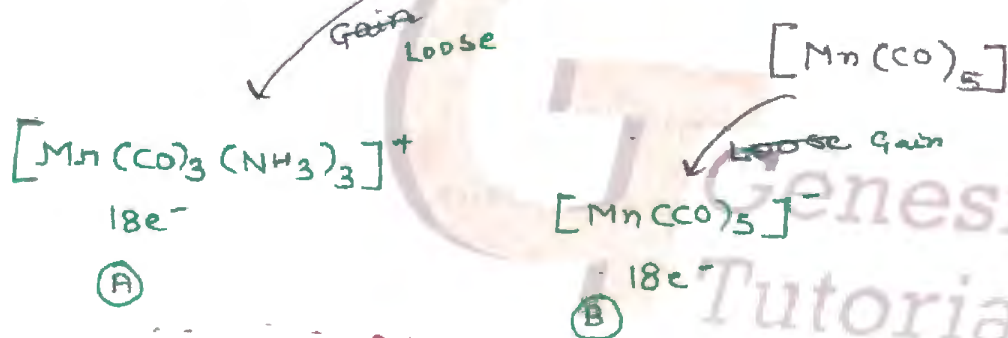 Gain
Loose
[Mn(CO)₅]
[Mn(CO)₃(NH₃)₃]⁺
Loose Gain
18e⁻
[Mn(CO)₅]⁻
A
18e⁻
B
Genes
Tutoria